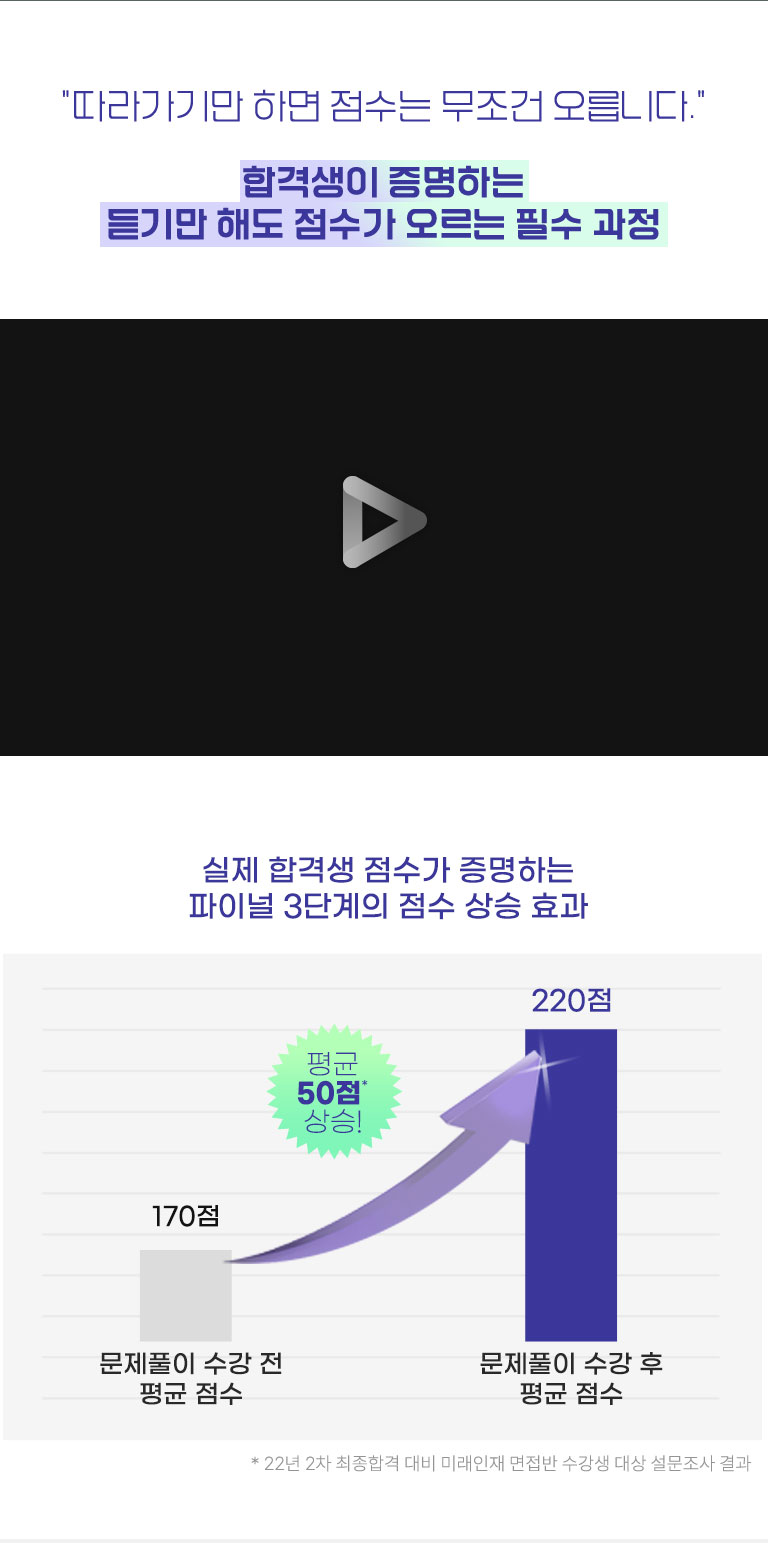 "따라가기만 하면 점수는 무조건 오릅니다."
합격생이 증명하는
듣기만 해도 점수가 오르는 필수 과정
실제 합격생 점수가 증명하는
파이널 3단계의 점수 상승 효과
220점
평균
50점*
상승!
170점
문제풀이 수강 전
평균 점수
문제풀이 수강 후
평균 점수
* 22년 2차 최종합격 대비 미래인재 면접반 수강생 대상 설문조사 결과